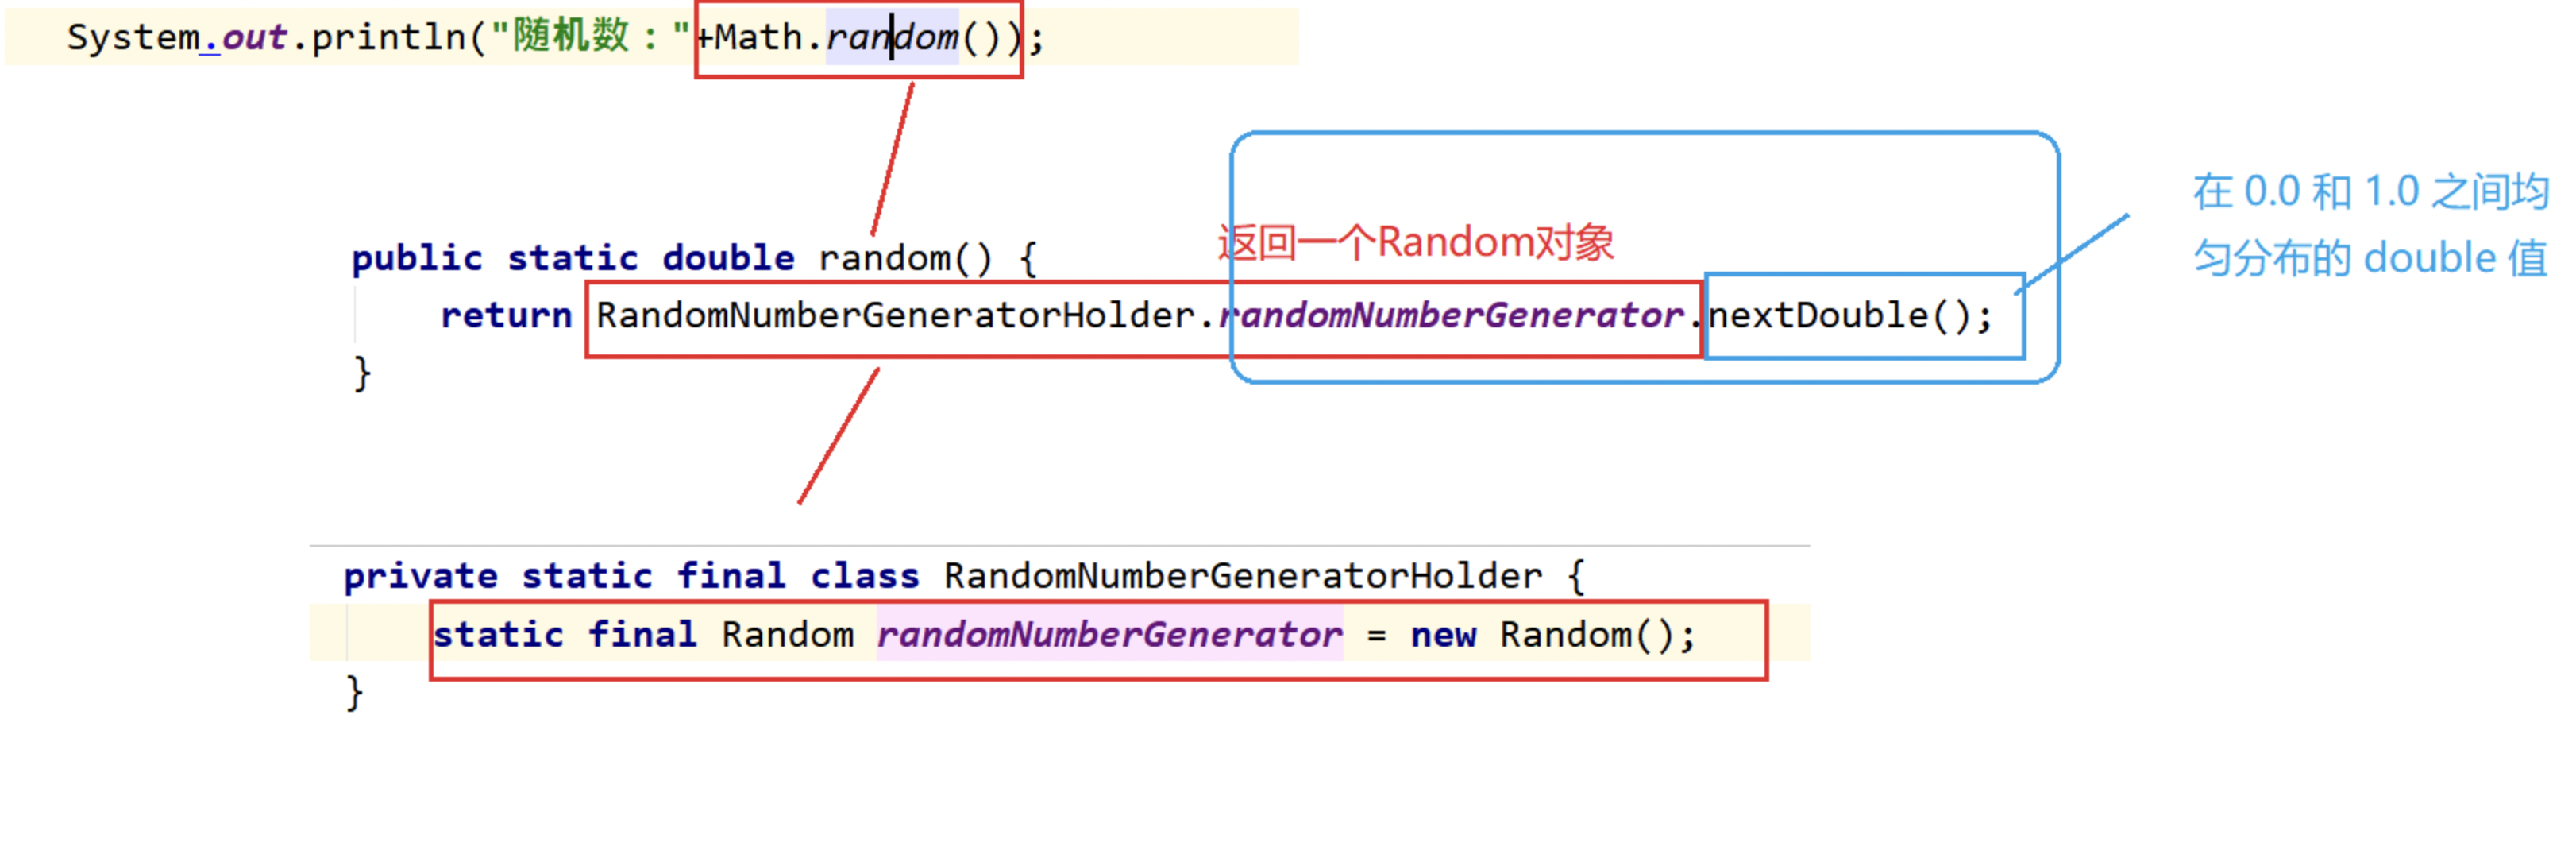 System.out.println("随机数："+Math.random());
在 0.0 和 1.0 之间均
匀分布的 double 值
返回一个Random对象
public static double random() {
return RandomNumberGeneratorHolder.randomNumberGenerator.nextDouble();
}
private static final class RandomNumberGeneratorHolder {
static final Random randomNumberGenerator = new Random();
}